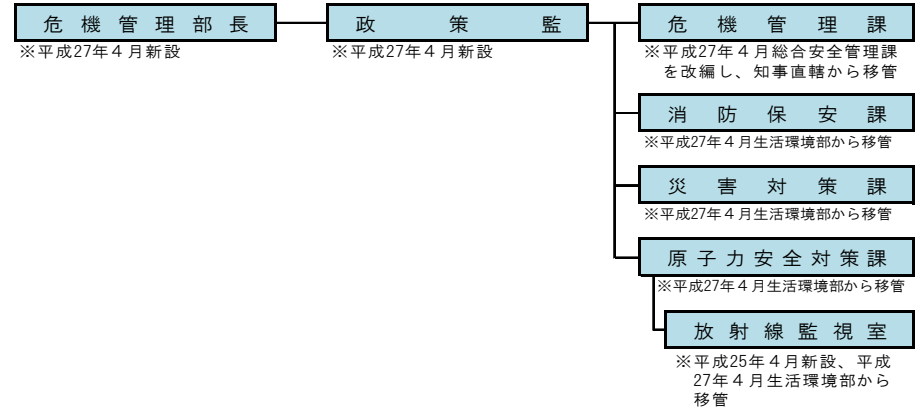 危機管理部長
※平成27年４月新設
政策監
※平成27年４月新設
危機管理課
※平成27年４月総合安全管理課
を改編し、知事直轄から移管
消防保安課
※平成27年４月生活環境部から移管
災害対策課
※平成27年４月生活環境部から移管
原子力安全対策課
※平成27年４月生活環境部から移管
放射線監視室
※平成25年４月新設、平成
27年４月生活環境部から
移管